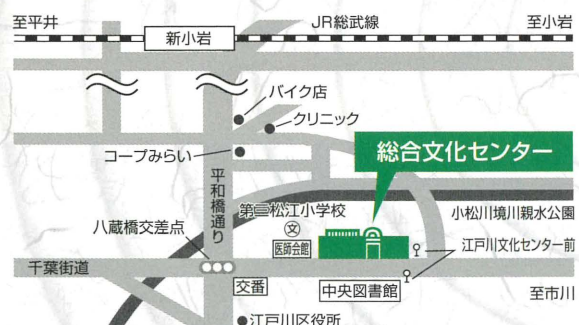 至平井
JR総武線
至小岩
新小岩
バイク店
クリニック
コープみらい
総合文化センター
平和橋通り
第三松江小学校
小松川境川親水公園
八蔵橋交差点
文
医師会館
江戸川文化センター前
千葉街道
交番
中央図書館
至市川
江戸川区役所